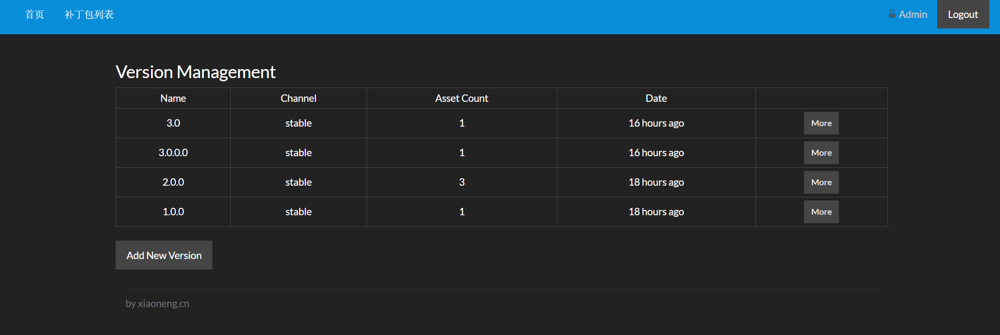 首页 补丁包列表 Admin Logout
Version Management
Name Channel Asset Count Date
3.0 stable 1 16 hours ago More
3.0.0.0 stable 1 16 hours ago More
2.0.0 stable 3 18 hours ago More
1.0.0 stable 1 18 hours ago More
Add New Version
by xiaoneng.cn